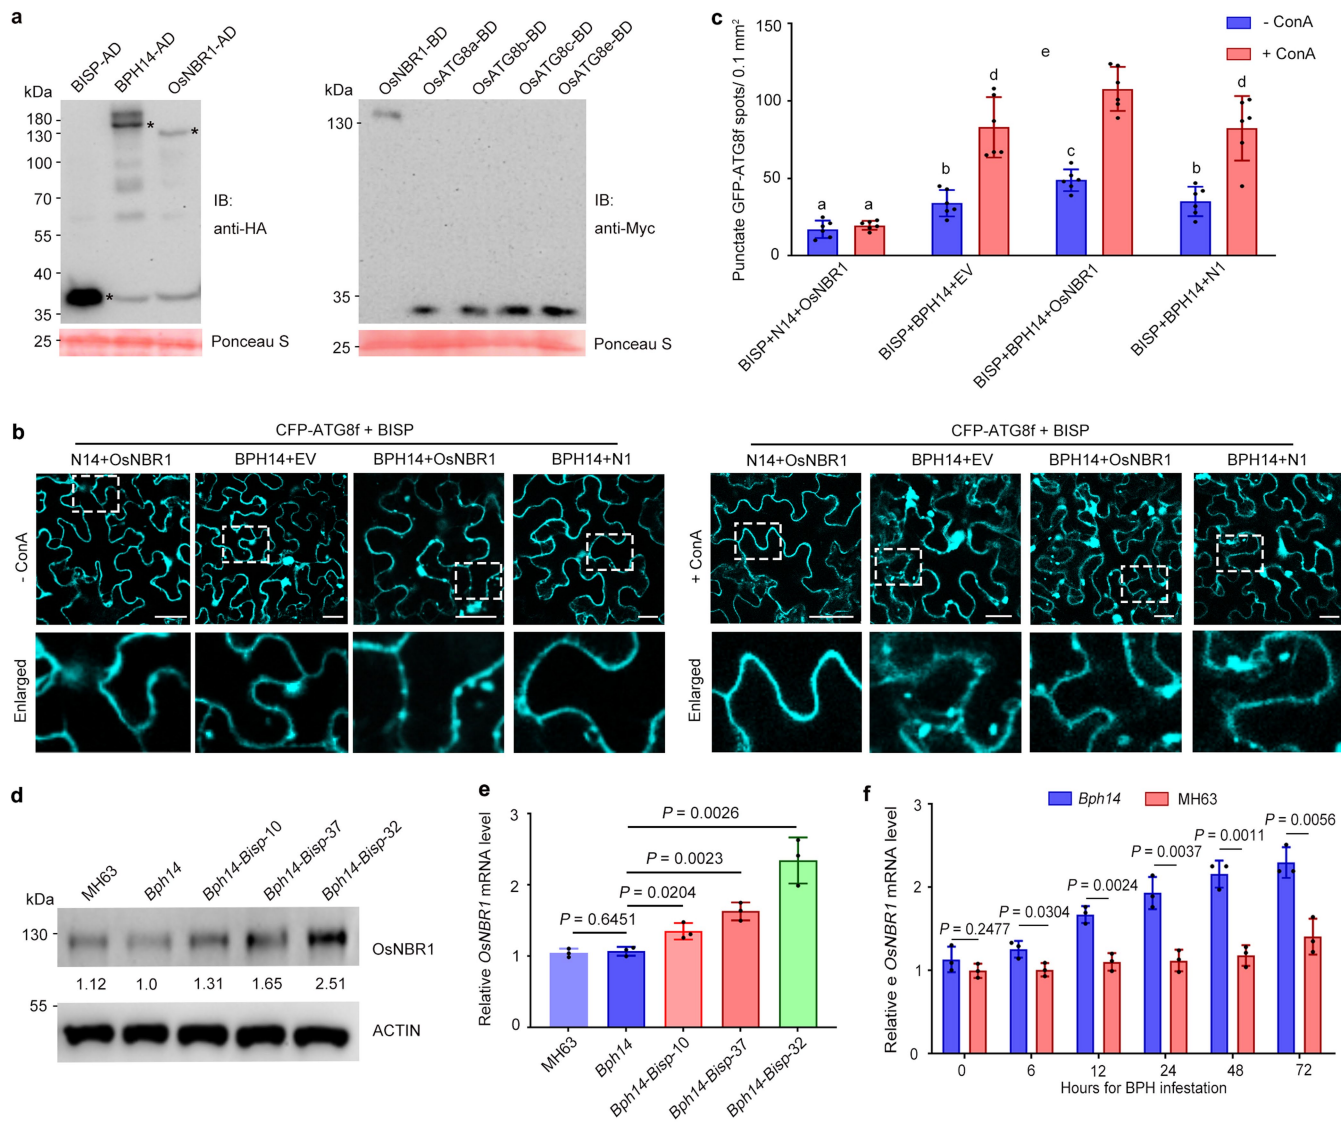 a
BISP-AD
BPH14-AD
OsNBR1-AD
kDa
180
130
100
70
55
40
35
25
*
*
*
IB:
anti-HA
Ponceau S
OsNBR1-BD
OsATG8a-BD
OsATG8b-BD
OsATG8c-BD
OsATG8e-BD
kDa
130
35
25
IB:
anti-Myc
Ponceau S
c
Punctate GFP-ATG8f spots/ 0.1 mm²
150
100
50
0
- ConA
+ ConA
a
a
b
d
c
e
b
d
BISP+N14+OsNBR1
BISP+BPH14+EV
BISP+BPH14+OsNBR1
BISP+BPH14+N1
b
CFP-ATG8f + BISP
N14+OsNBR1
BPH14+EV
BPH14+OsNBR1
BPH14+N1
- ConA
Enlarged
CFP-ATG8f + BISP
N14+OsNBR1
BPH14+EV
BPH14+OsNBR1
BPH14+N1
+ ConA
Enlarged
d
MH63
Bph14
Bph14-Bisp-10
Bph14-Bisp-37
Bph14-Bisp-32
kDa
130
OsNBR1
1.12
1.0
1.31
1.65
2.51
55
ACTIN
e
Relative OsNBR1 mRNA level
3
2
1
0
P = 0.0026
P = 0.0023
P = 0.0204
P = 0.6451
MH63
Bph14
Bph14-Bisp-10
Bph14-Bisp-37
Bph14-Bisp-32
f
Bph14
MH63
Relative e OsNBR1 mRNA level
3
2
1
0
P = 0.2477
P = 0.0304
P = 0.0024
P = 0.0037
P = 0.0011
P = 0.0056
0
6
12
24
48
72
Hours for BPH infestation